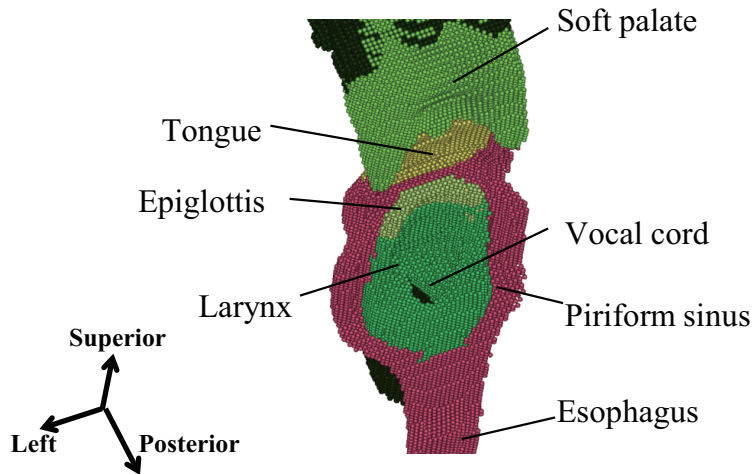 Soft palate
Tongue
Epiglottis
Vocal cord
Larynx
Piriform sinus
Superior
Left
Posterior
Esophagus